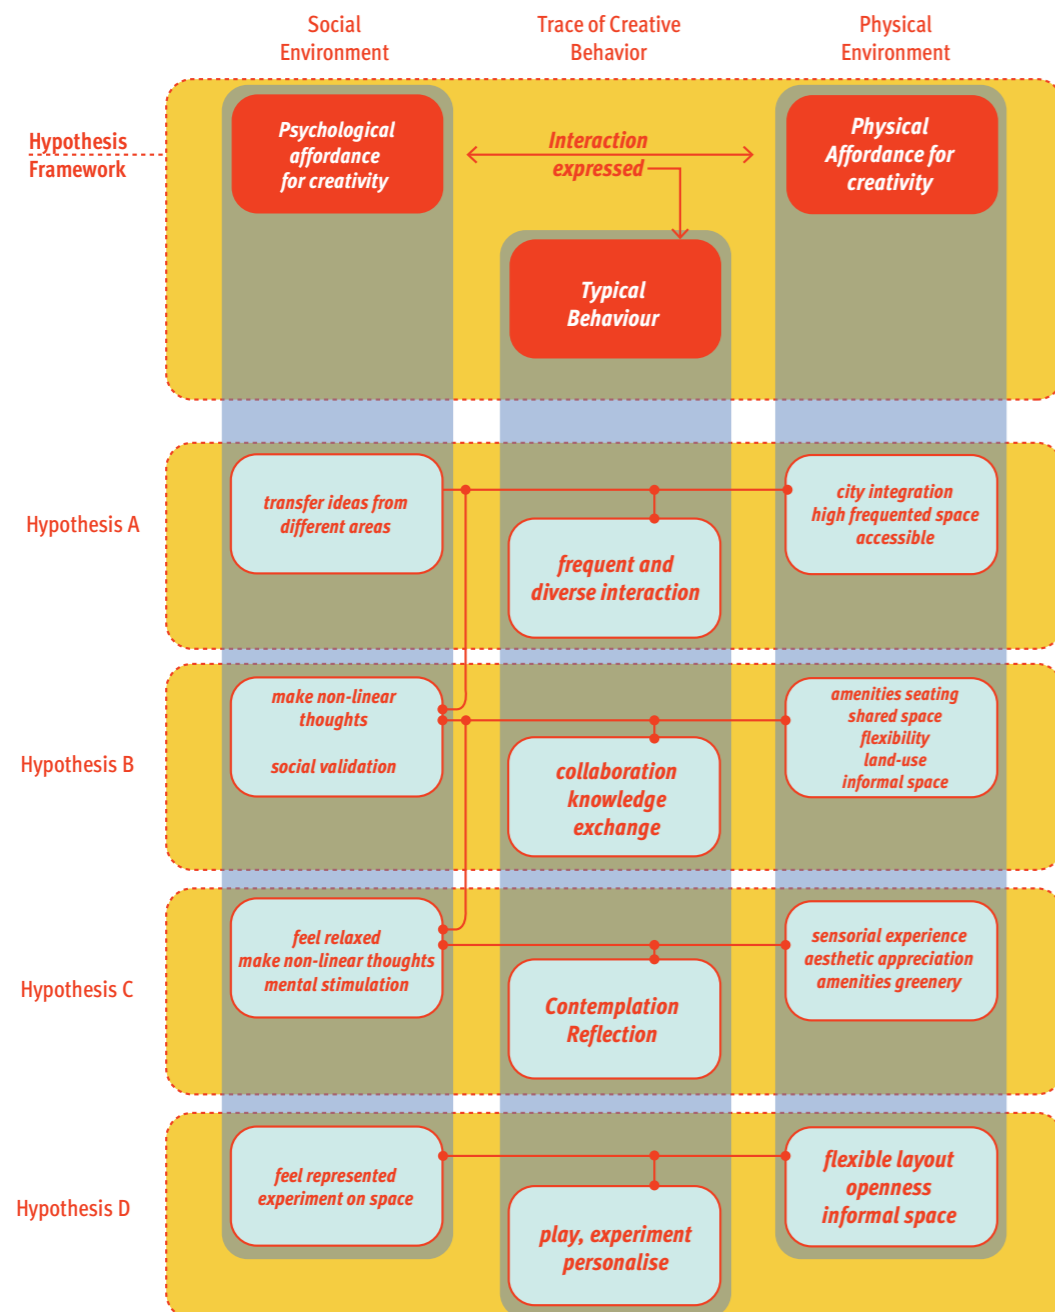 Social
Environment
Trace of Creative
Behavior
Physical
Environment
Hypothesis
Framework
Psychological
affordance
for creativity
Interaction
expressed
Physical
Affordance for
creativity
Typical
Behaviour
Hypothesis A
transfer ideas from
different areas
frequent and
diverse interaction
city integration
high frequented space
accessible
Hypothesis B
make non-linear
thoughts
social validation
collaboration
knowledge
exchange
amenities seating
shared space
flexibility
land-use
informal space
Hypothesis C
feel relaxed
make non-linear thoughts
mental stimulation
Contemplation
Reflection
sensorial experience
aesthetic appreciation
amenities greenery
Hypothesis D
feel represented
experiment on space
play, experiment
personalise
flexible layout
openness
informal space